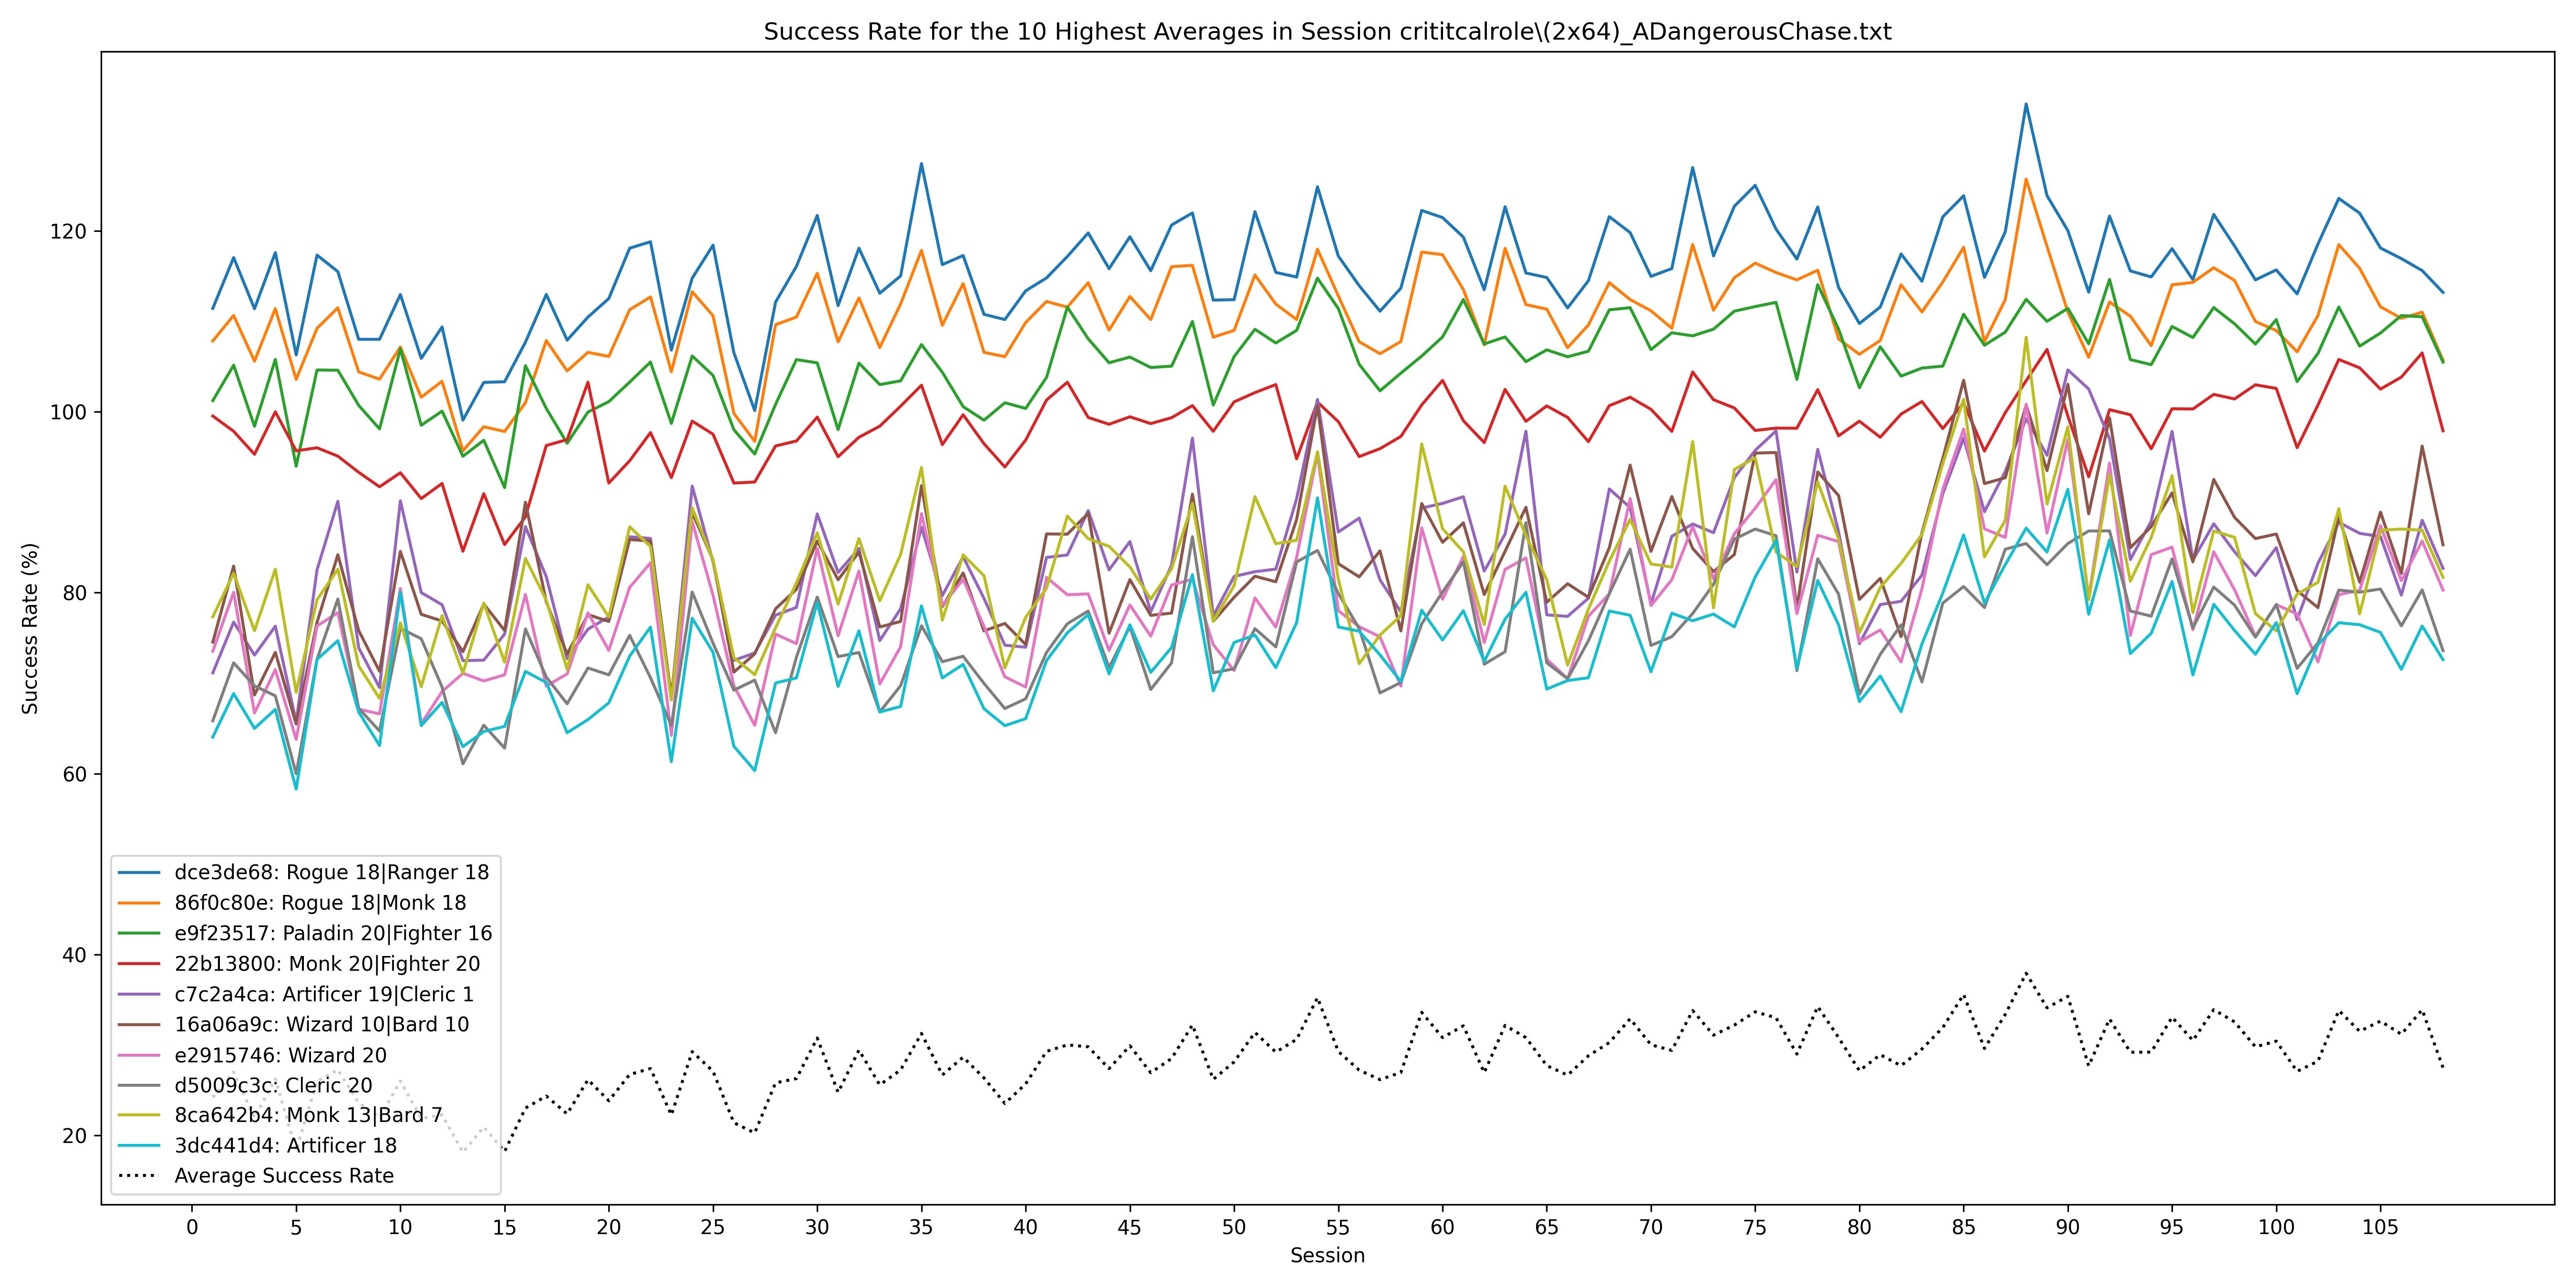 Success Rate for the 10 Highest Averages in Session crititcalrole\(2x64)_ADangerousChase.txt
Success Rate (%)
120
100
80
60
40
20
dce3de68: Rogue 18|Ranger 18
86f0c80e: Rogue 18|Monk 18
e9f23517: Paladin 20|Fighter 16
22b13800: Monk 20|Fighter 20
c7c2a4ca: Artificer 19|Cleric 1
16a06a9c: Wizard 10|Bard 10
e2915746: Wizard 20
d5009c3c: Cleric 20
8ca642b4: Monk 13|Bard 7
3dc441d4: Artificer 18
Average Success Rate
0 5 10 15 20 25 30 35 40 45 50 55 60 65 70 75 80 85 90 95 100 105
Session